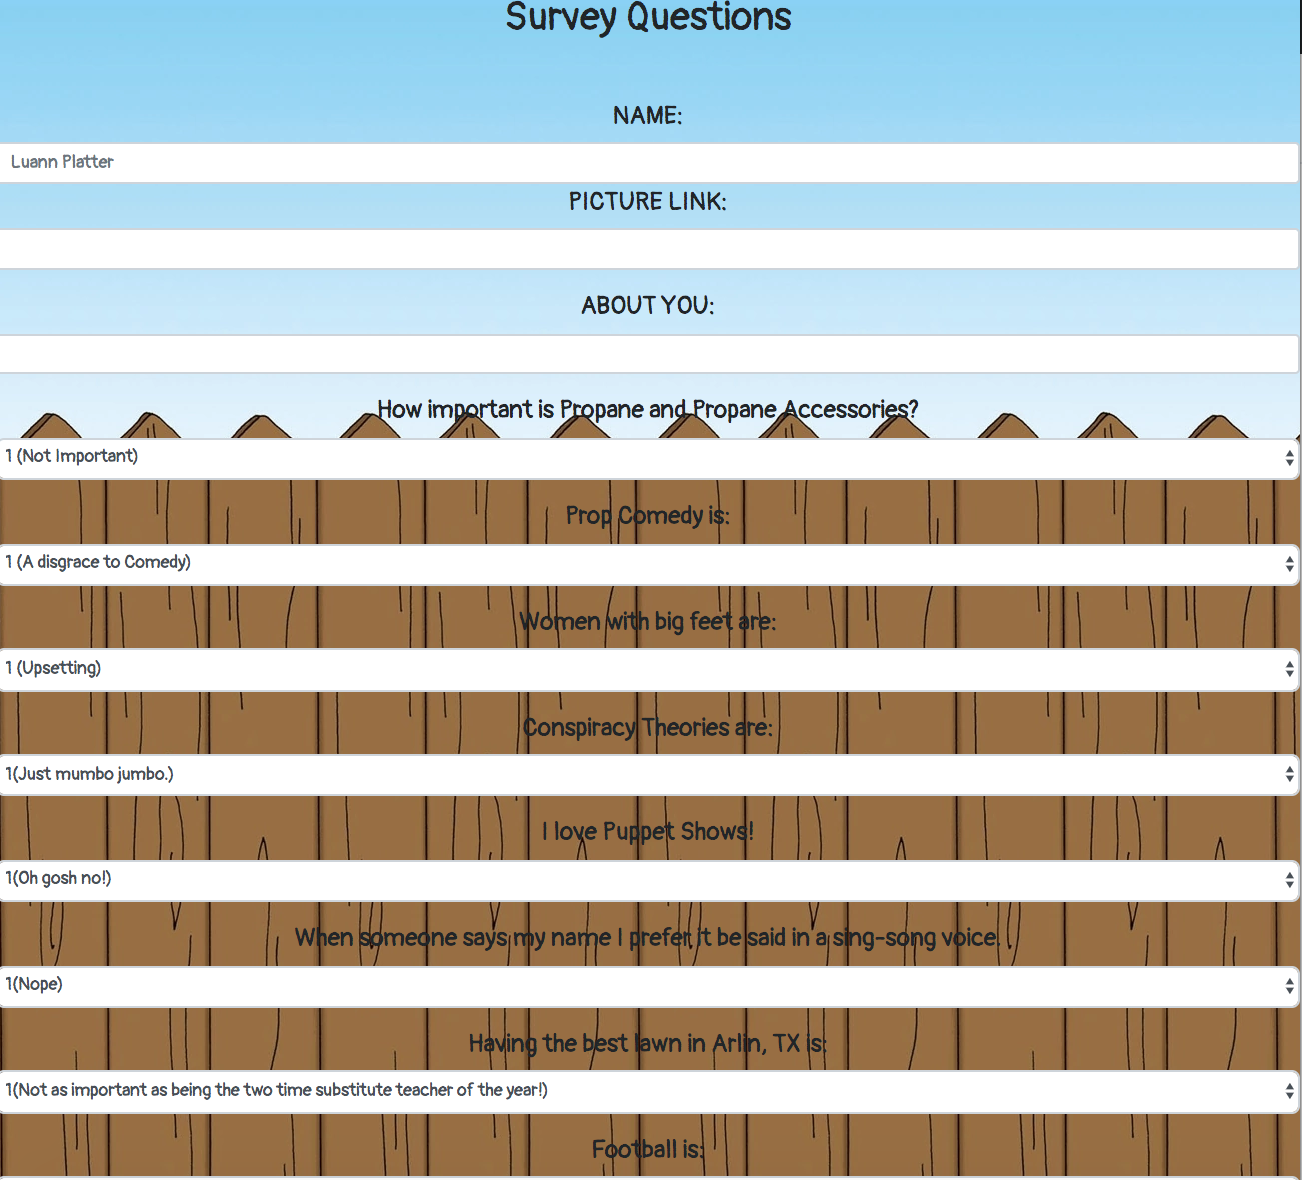 Survey Questions
NAME:
Luann Platter
PICTURE LINK:
ABOUT YOU:
How important is Propane and Propane Accessories?
1 (Not Important)
Prop Comedy is:
1 (A disgrace to Comedy)
Women with big feet are:
1 (Upsetting)
Conspiracy Theories are:
1(Just mumbo jumbo.)
I love Puppet Shows!
1(Oh gosh no!)
When someone says my name I prefer it be said in a sing-song voice.
1(Nope)
Having the best lawn in Arlin, TX is:
1(Not as important as being the two time substitute teacher of the year!)
Football is: